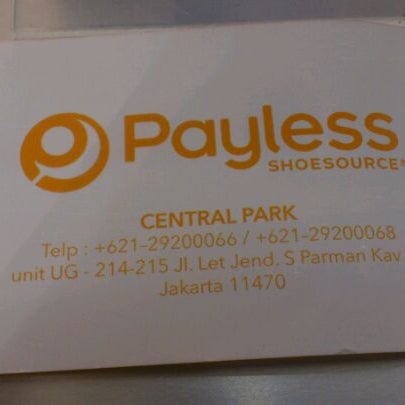 Payless
SHOESOURCE®
CENTRAL PARK
Telp : +621-29200066 / +621-29200068
unit UG - 214-215 Jl. Let Jend. S Parman Kav
Jakarta 11470